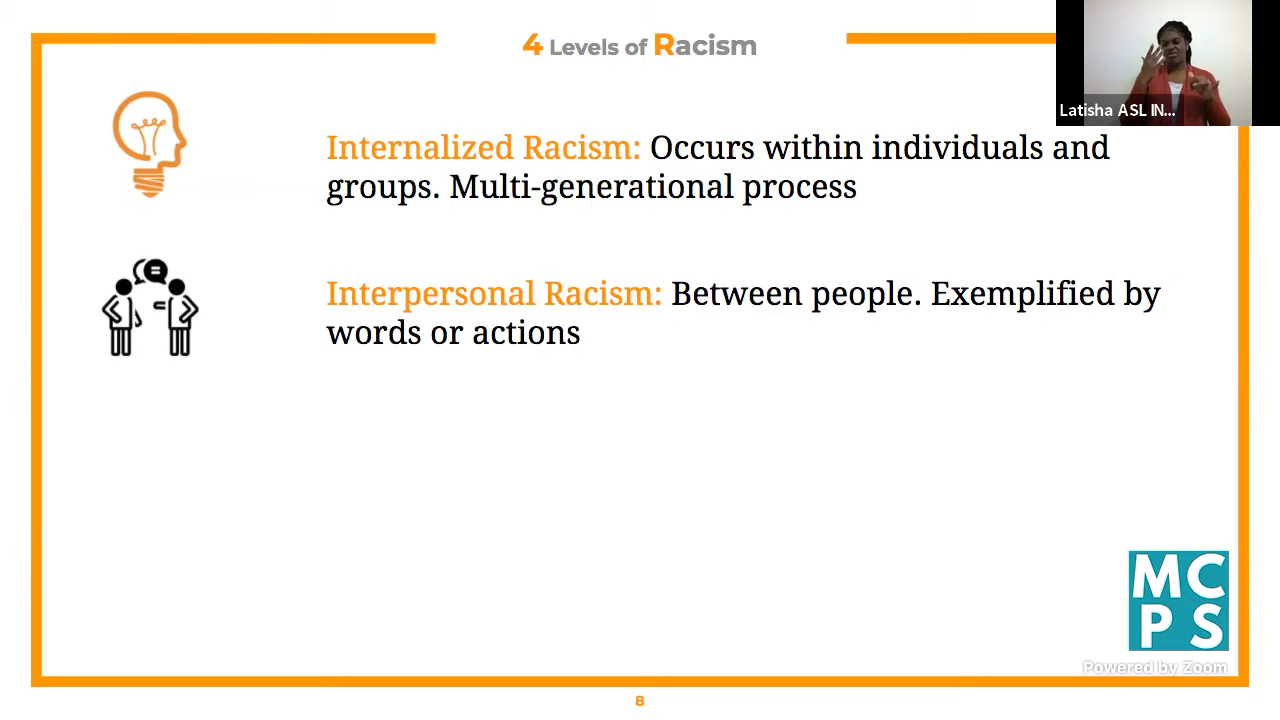 4 Levels of Racism
Latisha ASL IN...
Internalized Racism: Occurs within individuals and
groups. Multi-generational process
Interpersonal Racism: Between people. Exemplified by
words or actions
MC
PS
Powered by Zoom
8